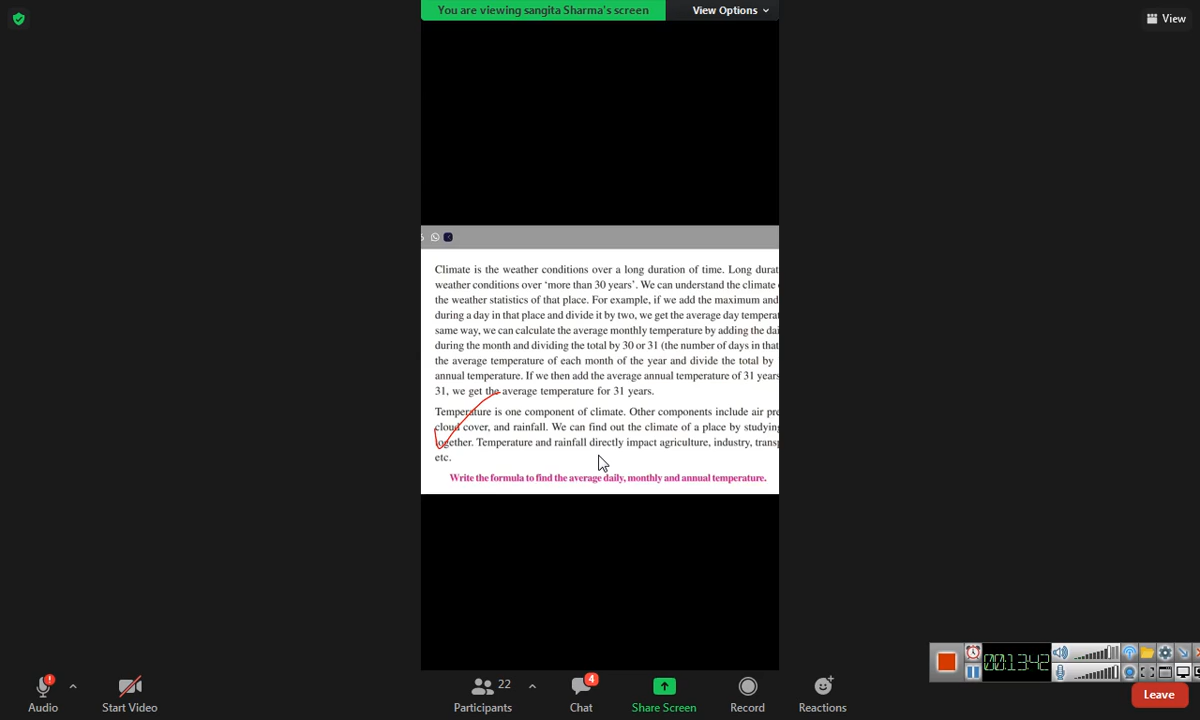 You are viewing sangita Sharma's screen
View Options
View
Climate is the weather conditions over a long duration of time. Long durat
weather conditions over ‘more than 30 years’. We can understand the climate
the weather statistics of that place. For example, if we add the maximum and
during a day in that place and divide it by two, we get the average day temperat
same way, we can calculate the average monthly temperature by adding the dai
during the month and dividing the total by 30 or 31 (the number of days in that
the average temperature of each month of the year and divide the total by
annual temperature. If we then add the average annual temperature of 31 years
31, we get the average temperature for 31 years.
Temperature is one component of climate. Other components include air pre
cloud cover, and rainfall. We can find out the climate of a place by studying
together. Temperature and rainfall directly impact agriculture, industry, transp
etc.
Write the formula to find the average daily, monthly and annual temperature.
00:13:42
Audio
Start Video
22
Participants
4
Chat
Share Screen
Record
Reactions
Leave